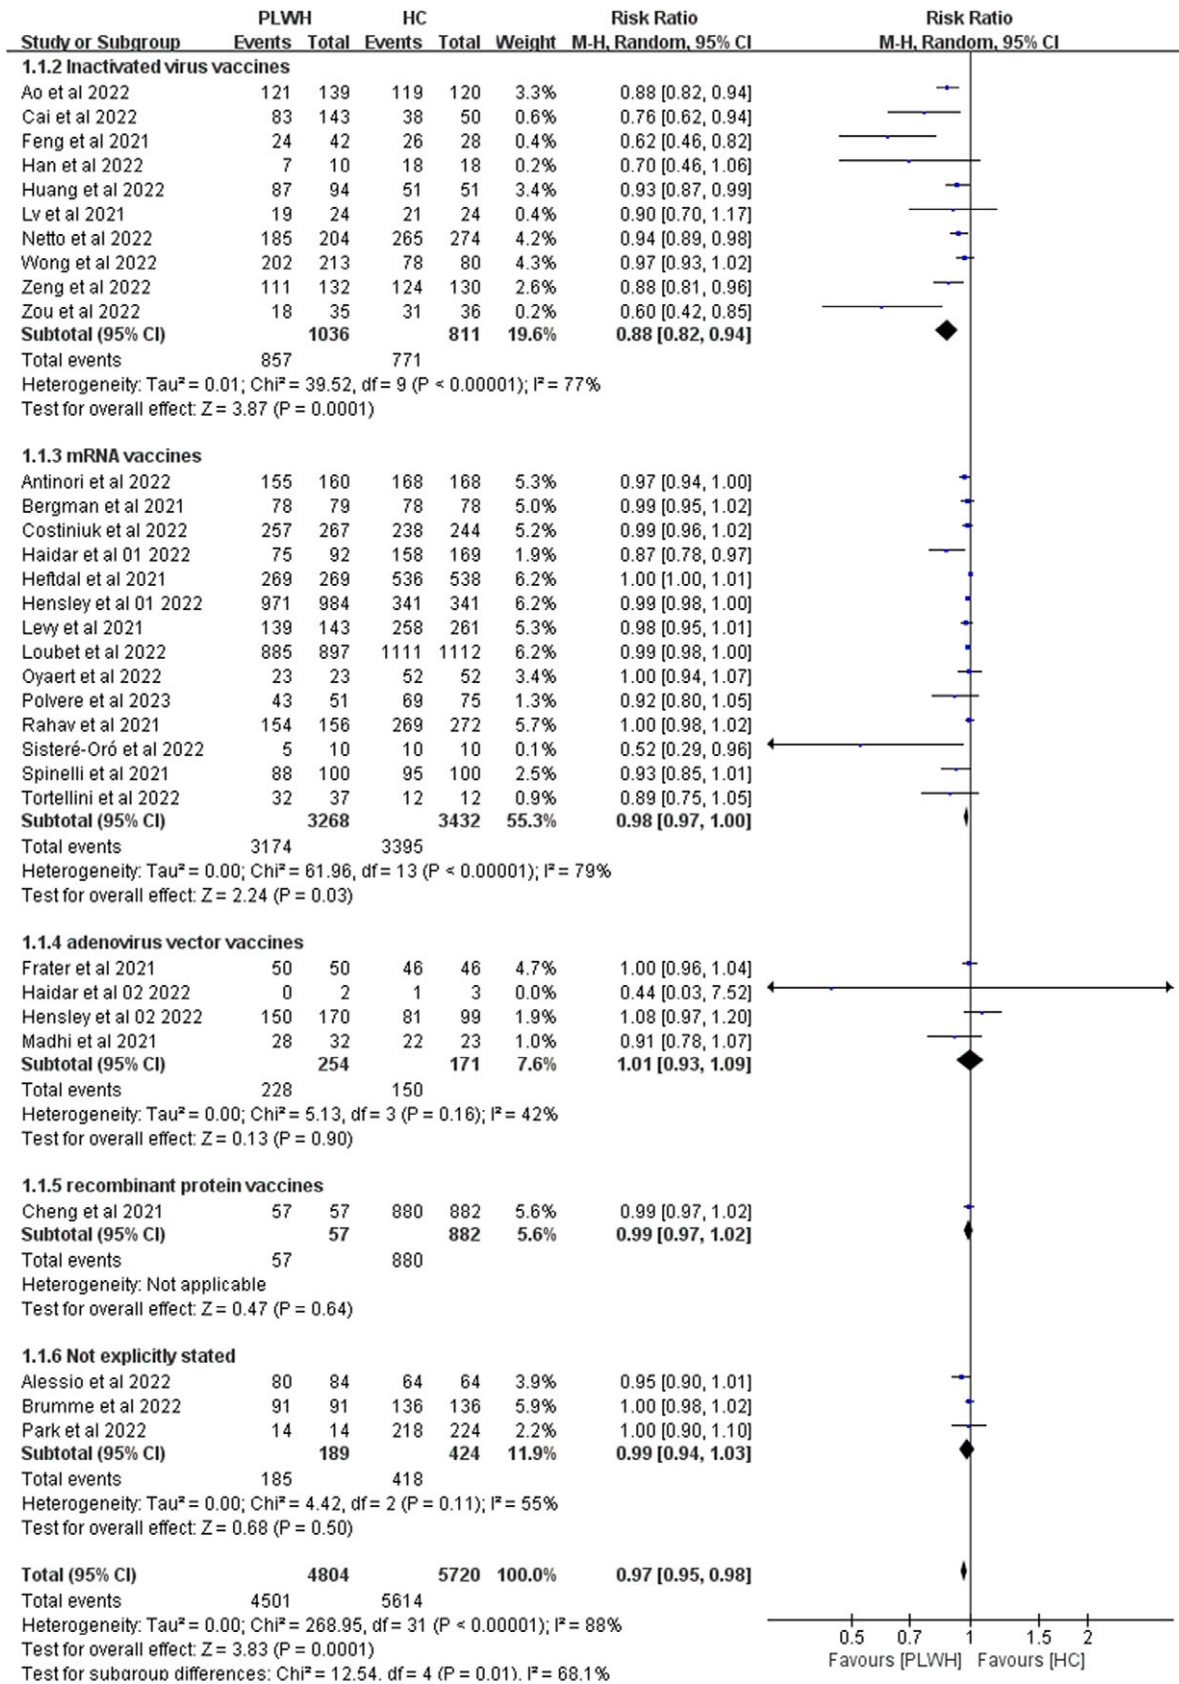 PLWH HC Risk Ratio Risk Ratio
Study or Subgroup Events Total Events Total Weight M-H, Random, 95% CI M-H, Random, 95% CI
1.1.2 Inactivated virus vaccines
Ao et al 2022 121 139 119 120 3.3% 0.88 [0.82, 0.94]
Cai et al 2022 83 143 38 50 0.6% 0.76 [0.62, 0.94]
Feng et al 2021 24 42 26 28 0.4% 0.62 [0.46, 0.82]
Han et al 2022 7 10 18 18 0.2% 0.70 [0.46, 1.06]
Huang et al 2022 87 94 51 51 3.4% 0.93 [0.87, 0.99]
Lv et al 2021 19 24 21 24 0.4% 0.90 [0.70, 1.17]
Netto et al 2022 185 204 265 274 4.2% 0.94 [0.89, 0.98]
Wong et al 2022 202 213 78 80 4.3% 0.97 [0.93, 1.02]
Zeng et al 2022 111 132 124 130 2.6% 0.88 [0.81, 0.96]
Zou et al 2022 18 35 31 36 0.2% 0.60 [0.42, 0.85]
Subtotal (95% CI) 1036 811 19.6% 0.88 [0.82, 0.94]
Total events 857 771
Heterogeneity: Tau² = 0.01; Chi² = 39.52, df = 9 (P < 0.00001); I² = 77%
Test for overall effect: Z = 3.87 (P = 0.0001)
1.1.3 mRNA vaccines
Antinori et al 2022 155 160 168 168 5.3% 0.97 [0.94, 1.00]
Bergman et al 2021 78 79 78 78 5.0% 0.99 [0.95, 1.02]
Costiniuk et al 2022 257 267 238 244 5.2% 0.99 [0.96, 1.02]
Haidar et al 01 2022 75 92 158 169 1.9% 0.87 [0.78, 0.97]
Heftdal et al 2021 269 269 536 538 6.2% 1.00 [1.00, 1.01]
Hensley et al 01 2022 971 984 341 341 6.2% 0.99 [0.98, 1.00]
Levy et al 2021 139 143 258 261 5.3% 0.98 [0.95, 1.01]
Loubet et al 2022 885 897 1111 1112 6.2% 0.99 [0.98, 1.00]
Oyaert et al 2022 23 23 52 52 3.4% 1.00 [0.94, 1.07]
Polvere et al 2023 43 51 69 75 1.3% 0.92 [0.80, 1.05]
Rahav et al 2021 154 156 269 272 5.7% 1.00 [0.98, 1.02]
Sisteré-Oró et al 2022 5 10 10 10 0.1% 0.52 [0.29, 0.96]
Spinelli et al 2021 88 100 95 100 2.5% 0.93 [0.85, 1.01]
Tortellini et al 2022 32 37 12 12 0.9% 0.89 [0.75, 1.05]
Subtotal (95% CI) 3268 3432 55.3% 0.98 [0.97, 1.00]
Total events 3174 3395
Heterogeneity: Tau² = 0.00; Chi² = 61.96, df = 13 (P < 0.00001); I² = 79%
Test for overall effect: Z = 2.24 (P = 0.03)
1.1.4 adenovirus vector vaccines
Frater et al 2021 50 50 46 46 4.7% 1.00 [0.96, 1.04]
Haidar et al 02 2022 0 2 1 3 0.0% 0.44 [0.03, 7.52]
Hensley et al 02 2022 150 170 81 99 1.9% 1.08 [0.97, 1.20]
Madhi et al 2021 28 32 22 23 1.0% 0.91 [0.78, 1.07]
Subtotal (95% CI) 254 171 7.6% 1.01 [0.93, 1.09]
Total events 228 150
Heterogeneity: Tau² = 0.00; Chi² = 5.13, df = 3 (P = 0.16); I² = 42%
Test for overall effect: Z = 0.13 (P = 0.90)
1.1.5 recombinant protein vaccines
Cheng et al 2021 57 57 880 882 5.6% 0.99 [0.97, 1.02]
Subtotal (95% CI) 57 882 5.6% 0.99 [0.97, 1.02]
Total events 57 880
Heterogeneity: Not applicable
Test for overall effect: Z = 0.47 (P = 0.64)
1.1.6 Not explicitly stated
Alessio et al 2022 80 84 64 64 3.9% 0.95 [0.90, 1.01]
Brumme et al 2022 91 91 136 136 5.9% 1.00 [0.98, 1.02]
Park et al 2022 14 14 218 224 2.2% 1.00 [0.90, 1.10]
Subtotal (95% CI) 189 424 11.9% 0.99 [0.94, 1.03]
Total events 185 418
Heterogeneity: Tau² = 0.00; Chi² = 4.42, df = 2 (P = 0.11); I² = 55%
Test for overall effect: Z = 0.68 (P = 0.50)
Total (95% CI) 4804 5720 100.0% 0.97 [0.95, 0.98]
Total events 4501 5614
Heterogeneity: Tau² = 0.00; Chi² = 268.95, df = 31 (P < 0.00001); I² = 88%
Test for overall effect: Z = 3.83 (P = 0.0001)
Test for subgroup differences: Chi² = 12.54, df = 4 (P = 0.01), I² = 68.1%
0.5 0.7 1 1.5 2
Favours [PLWH] Favours [HC]